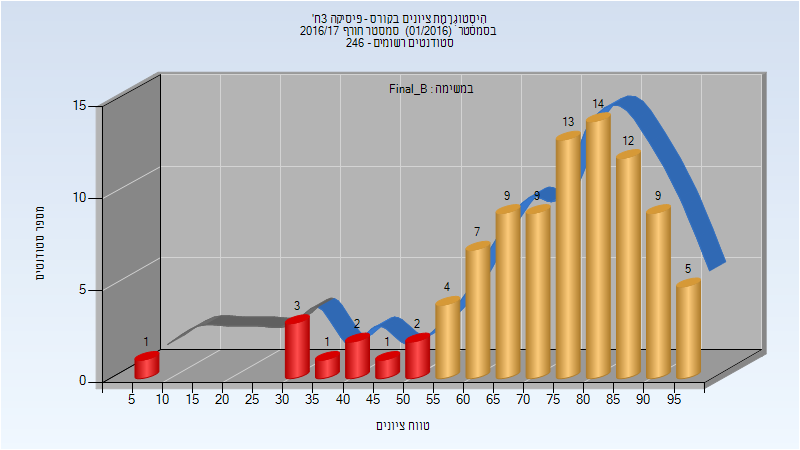 היסטוגרמת ציונים בקורס - פיסיקה 3ח'
בסמסטר (01/2016) סמסטר חורף 2016/17
סטודנטים רשומים - 246
במשימה : Final_B
מספר סטודנטים
15
10
5
0
1
3
1
2
1
2
4
7
9
9
13
14
12
9
5
5 10 15 20 25 30 35 40 45 50 55 60 65 70 75 80 85 90 95
טווח ציונים